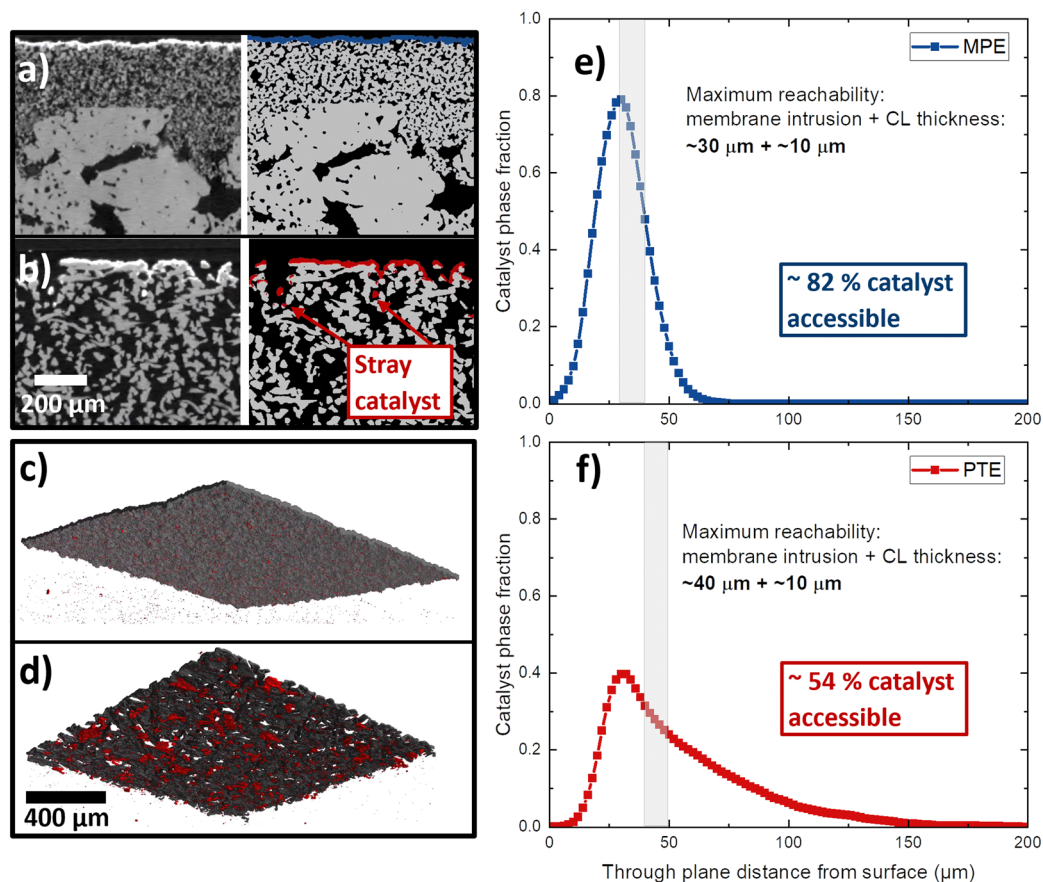 a)
b)
Stray
catalyst
200 µm
c)
d)
400 µm
e)
MPE
Maximum reachability:
membrane intrusion + CL thickness:
~30 µm + ~10 µm
~ 82 % catalyst
accessible
Catalyst phase fraction
1.0
0.8
0.6
0.4
0.2
0.0
0
50
100
150
200
f)
PTE
Maximum reachability:
membrane intrusion + CL thickness:
~40 µm + ~10 µm
~ 54 % catalyst
accessible
Catalyst phase fraction
1.0
0.8
0.6
0.4
0.2
0.0
0
50
100
150
200
Through plane distance from surface (µm)